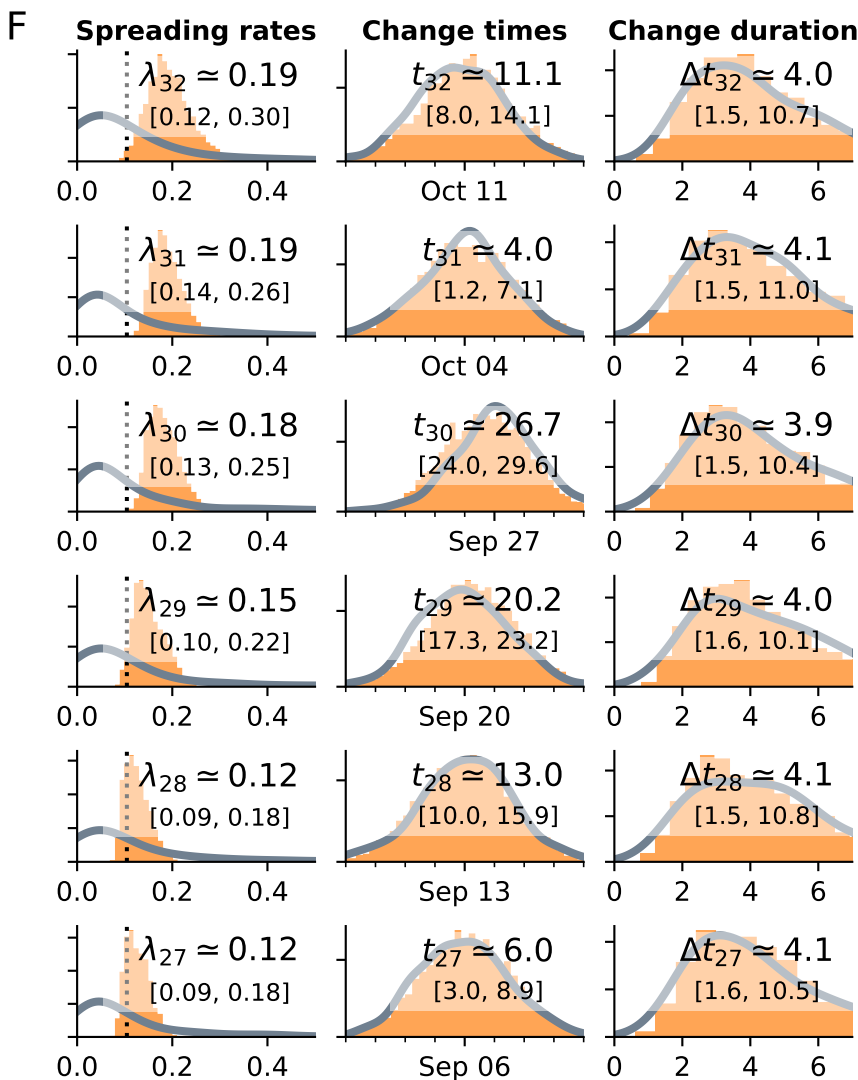 F
Spreading rates Change times Change duration
λ32 ≃ 0.19 t32 ≃ 11.1 Δt32 ≃ 4.0
[0.12, 0.30] [8.0, 14.1] [1.5, 10.7]
0.0 0.2 0.4 Oct 11 0 2 4 6
λ31 ≃ 0.19 t31 ≃ 4.0 Δt31 ≃ 4.1
[0.14, 0.26] [1.2, 7.1] [1.5, 11.0]
0.0 0.2 0.4 Oct 04 0 2 4 6
λ30 ≃ 0.18 t30 ≃ 26.7 Δt30 ≃ 3.9
[0.13, 0.25] [24.0, 29.6] [1.5, 10.4]
0.0 0.2 0.4 Sep 27 0 2 4 6
λ29 ≃ 0.15 t29 ≃ 20.2 Δt29 ≃ 4.0
[0.10, 0.22] [17.3, 23.2] [1.6, 10.1]
0.0 0.2 0.4 Sep 20 0 2 4 6
λ28 ≃ 0.12 t28 ≃ 13.0 Δt28 ≃ 4.1
[0.09, 0.18] [10.0, 15.9] [1.5, 10.8]
0.0 0.2 0.4 Sep 13 0 2 4 6
λ27 ≃ 0.12 t27 ≃ 6.0 Δt27 ≃ 4.1
[0.09, 0.18] [3.0, 8.9] [1.6, 10.5]
0.0 0.2 0.4 Sep 06 0 2 4 6